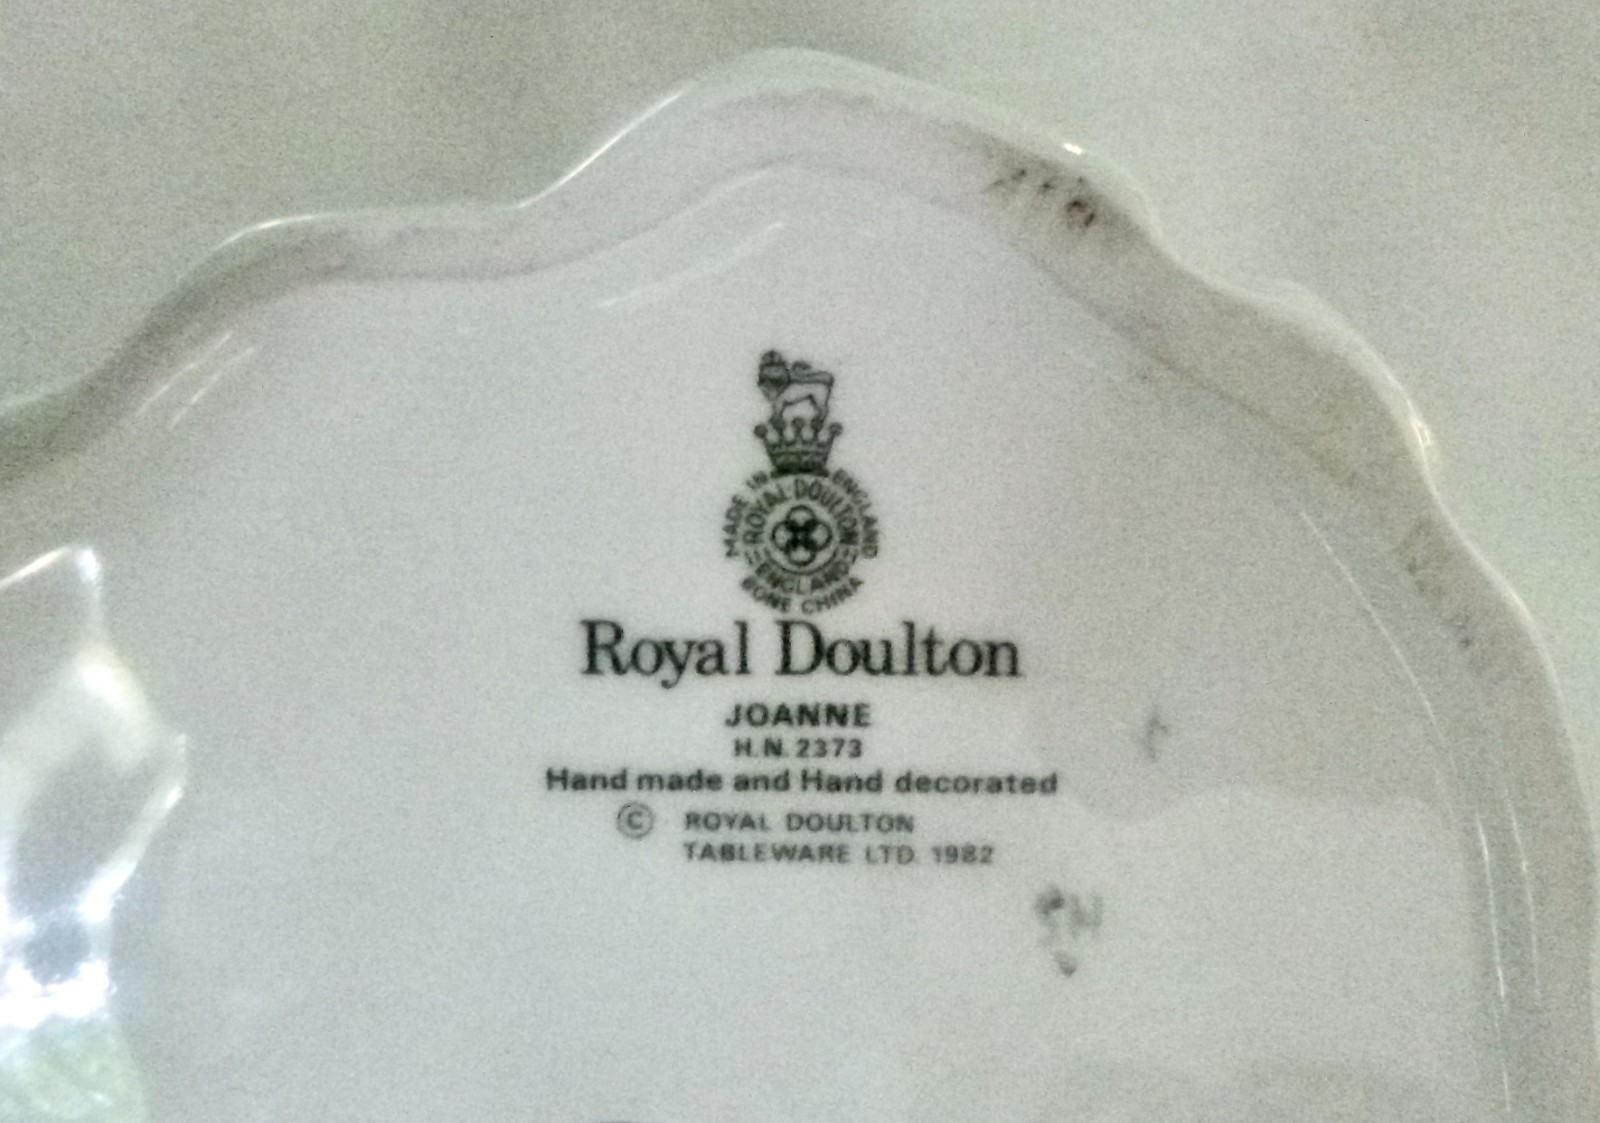 MADE IN ENGLAND
ROYAL DOULTON
ENGLAND
BONE CHINA
Royal Doulton
JOANNE
H.N. 2373
Hand made and Hand decorated
© ROYAL DOULTON
TABLEWARE LTD. 1982